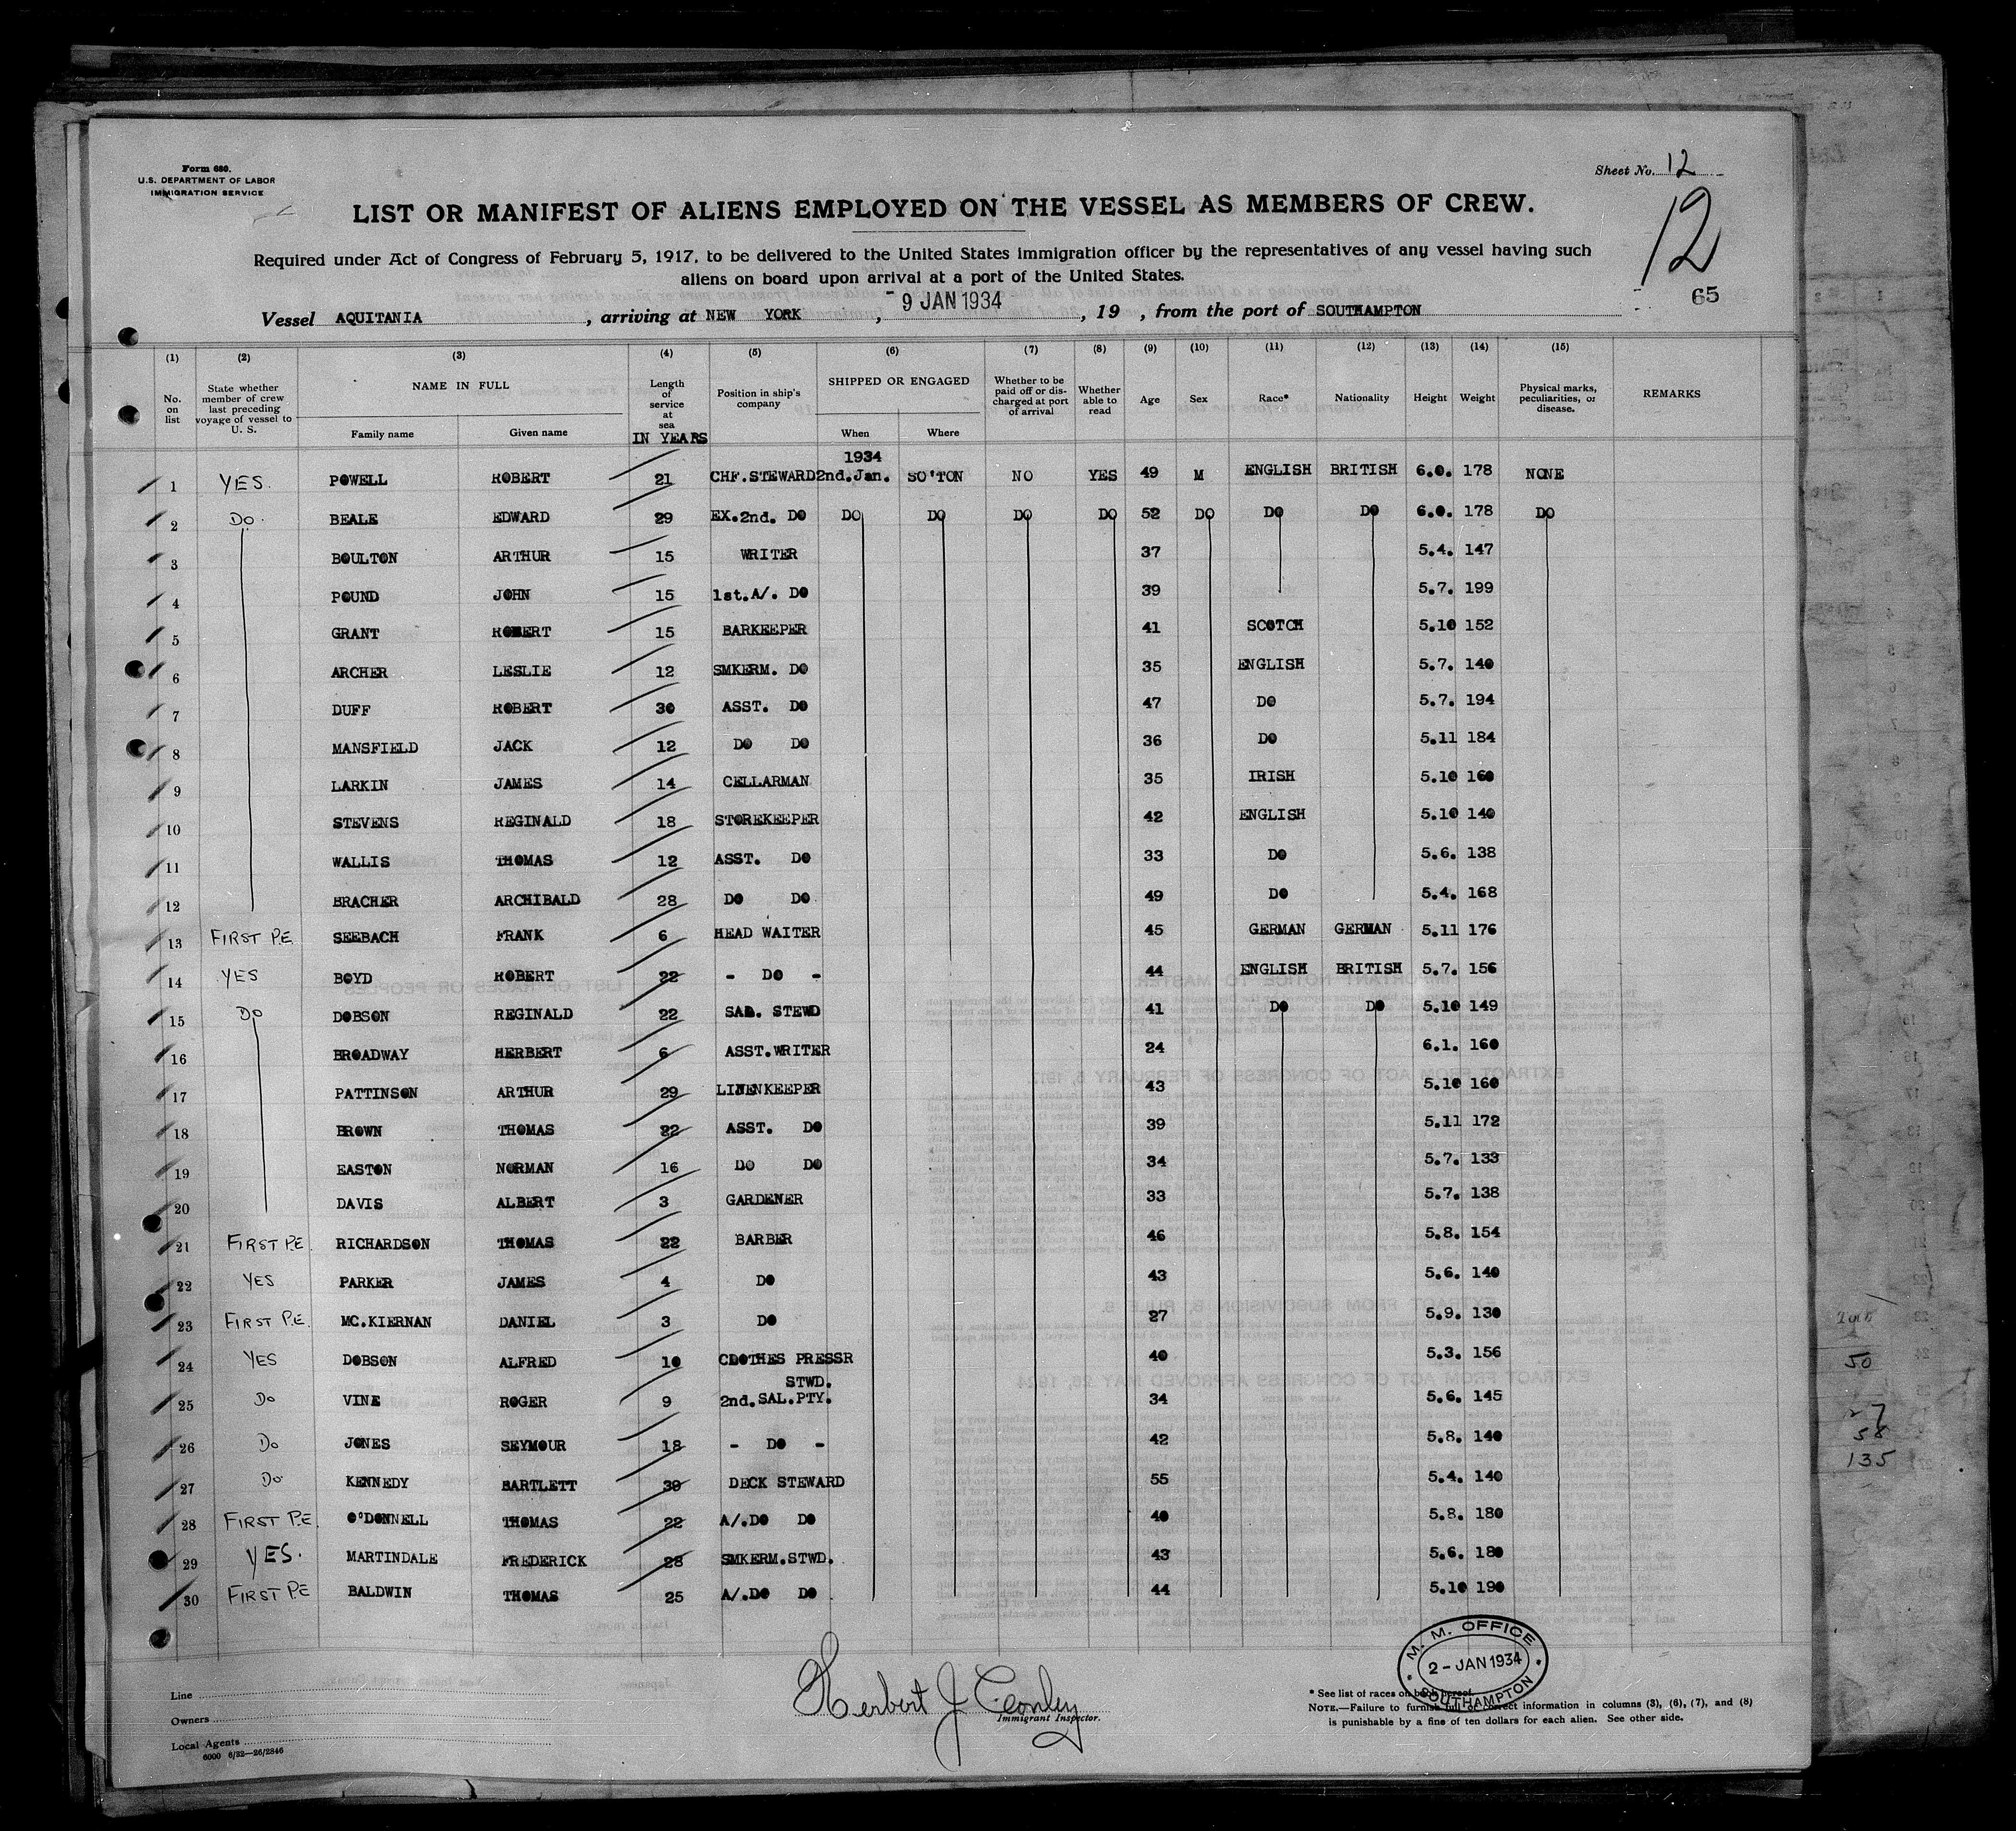 Form 680.
U.S. DEPARTMENT OF LABOR
IMMIGRATION SERVICE
Sheet No. 12
12
65
LIST OR MANIFEST OF ALIENS EMPLOYED ON THE VESSEL AS MEMBERS OF CREW.
Required under Act of Congress of February 5, 1917, to be delivered to the United States immigration officer by the representatives of any vessel having such
aliens on board upon arrival at a port of the United States.
Vessel AQUITANIA, arriving at NEW YORK, - 9 JAN 1934, 19 , from the port of SOUTHAMPTON
(1) (2) (3) (4) (5) (6) (7) (8) (9) (10) (11) (12) (13) (14) (15)
No. on list
State whether member of crew last preceding voyage of vessel to U. S.
NAME IN FULL
Family name Given name
Length of service at sea IN YEARS
Position in ship's company
SHIPPED OR ENGAGED
When Where
Whether to be paid off or discharged at port of arrival
Whether able to read
Age
Sex
Race*
Nationality
Height
Weight
Physical marks, peculiarities, or disease.
REMARKS
1934
1 YES. POWELL ROBERT 21 CHF.STEWARD 2nd.Jan. SO'TON NO YES 49 M ENGLISH BRITISH 6.0. 178 NONE
2 DO. BEALE EDWARD 29 EX.2nd. DO DO DO DO DO 52 DO DO DO 6.0. 178 DO
3 BOULTON ARTHUR 15 WRITER 37 5.4. 147
4 POUND JOHN 15 1st.A/. DO 39 5.7. 199
5 GRANT ROBERT 15 BARKEEPER 41 SCOTCH 5.10 152
6 ARCHER LESLIE 12 SMKERM. DO 35 ENGLISH 5.7. 140
7 DUFF ROBERT 30 ASST. DO 47 DO 5.7. 194
8 MANSFIELD JACK 12 DO DO 36 DO 5.11 184
9 LARKIN JAMES 14 CELLARMAN 35 IRISH 5.10 160
10 STEVENS REGINALD 18 STOREKEEPER 42 ENGLISH 5.10 140
11 WALLIS THOMAS 12 ASST. DO 33 DO 5.6. 138
12 BRACHER ARCHIBALD 28 DO DO 49 DO 5.4. 168
13 FIRST P.E SEEBACH FRANK 6 HEAD WAITER 45 GERMAN GERMAN 5.11 176
14 YES BOYD ROBERT 22 - DO - 44 ENGLISH BRITISH 5.7. 156
15 DO DOBSON REGINALD 22 SAL. STEWD 41 DO DO 5.10 149
16 BROADWAY HERBERT 6 ASST.WRITER 24 6.1. 160
17 PATTINSON ARTHUR 29 LINENKEEPER 43 5.10 160
18 BROWN THOMAS 22 ASST. DO 39 5.11 172
19 EASTON NORMAN 16 DO DO 34 5.7. 133
20 DAVIS ALBERT 3 GARDENER 33 5.7. 138
21 FIRST P.E. RICHARDSON THOMAS 22 BARBER 46 5.8. 154
22 YES PARKER JAMES 4 DO 43 5.6. 140
23 FIRST P.E. MC.KIERNAN DANIEL 3 DO 27 5.9. 130
24 YES DOBSON ALFRED 10 CLOTHES PRESSR 40 5.3. 156
STWD.
25 DO VINE ROGER 9 2nd.SAL.PTY. 34 5.6. 145
26 DO JONES SEYMOUR 18 - DO - 42 5.8. 140
27 DO KENNEDY BARTLETT 39 DECK STEWARD 55 5.4. 140
28 FIRST P.E. O'DONNELL THOMAS 22 A/.DO DO 40 5.8. 180
29 YES. MARTINDALE FREDERICK 28 SMKERM.STWD. 43 5.6. 180
30 FIRST P.E BALDWIN THOMAS 25 A/.DO DO 44 5.10 190
50
58
135
M. M. OFFICE
2 - JAN 1934
SOUTHAMPTON
Line
Owners
Local Agents
6000 6/32—26/2846
Herbert J
Immigrant Inspector.
* See list of races on back hereof.
NOTE.—Failure to furnish full or correct information in columns (3), (6), (7), and (8)
is punishable by a fine of ten dollars for each alien. See other side.